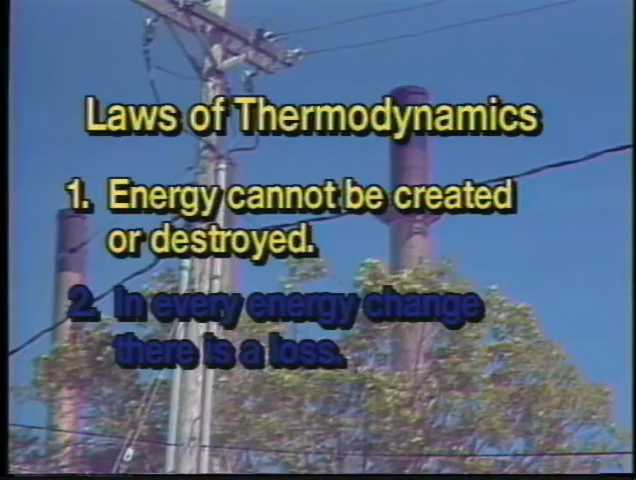 Laws of Thermodynamics
1. Energy cannot be created
or destroyed.
2. In every energy change
there is a loss.